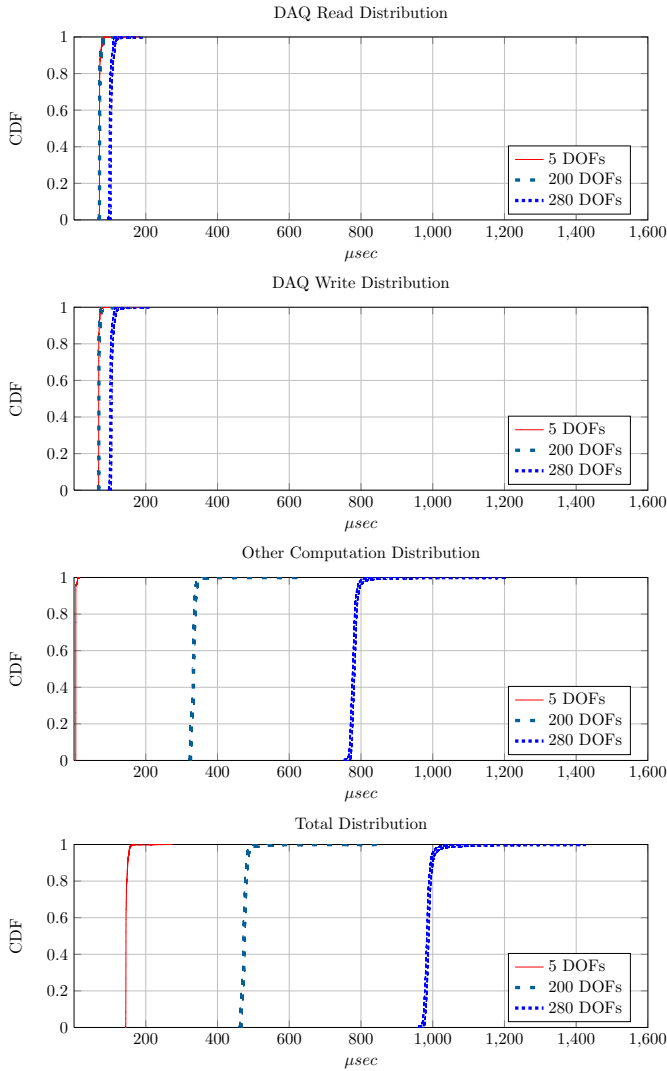 DAQ Read Distribution
CDF
1
0.8
0.6
0.4
0.2
0
5 DOFs
200 DOFs
280 DOFs
200 400 600 800 1,000 1,200 1,400 1,600
μsec
DAQ Write Distribution
CDF
1
0.8
0.6
0.4
0.2
0
5 DOFs
200 DOFs
280 DOFs
200 400 600 800 1,000 1,200 1,400 1,600
μsec
Other Computation Distribution
CDF
1
0.8
0.6
0.4
0.2
0
5 DOFs
200 DOFs
280 DOFs
200 400 600 800 1,000 1,200 1,400 1,600
μsec
Total Distribution
CDF
1
0.8
0.6
0.4
0.2
0
5 DOFs
200 DOFs
280 DOFs
200 400 600 800 1,000 1,200 1,400 1,600
μsec